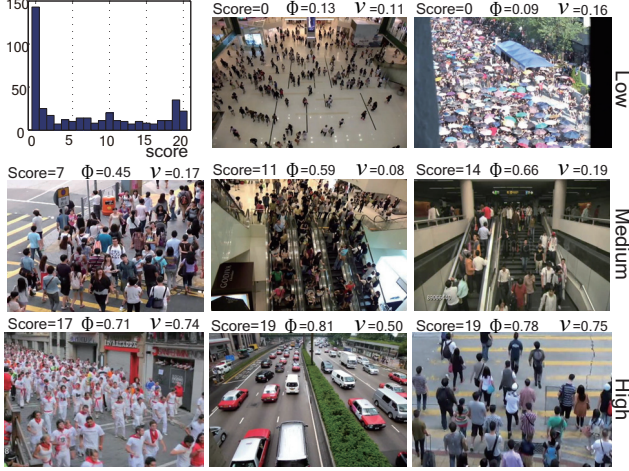 150
100
50
0
0 5 10 15 20
score
Score=0 Φ=0.13 v=0.11
Score=0 Φ=0.09 v=0.16
Low
Score=7 Φ=0.45 v=0.17
Score=11 Φ=0.59 v=0.08
Score=14 Φ=0.66 v=0.19
Medium
Score=17 Φ=0.71 v=0.74
Score=19 Φ=0.81 v=0.50
Score=19 Φ=0.78 v=0.75
High